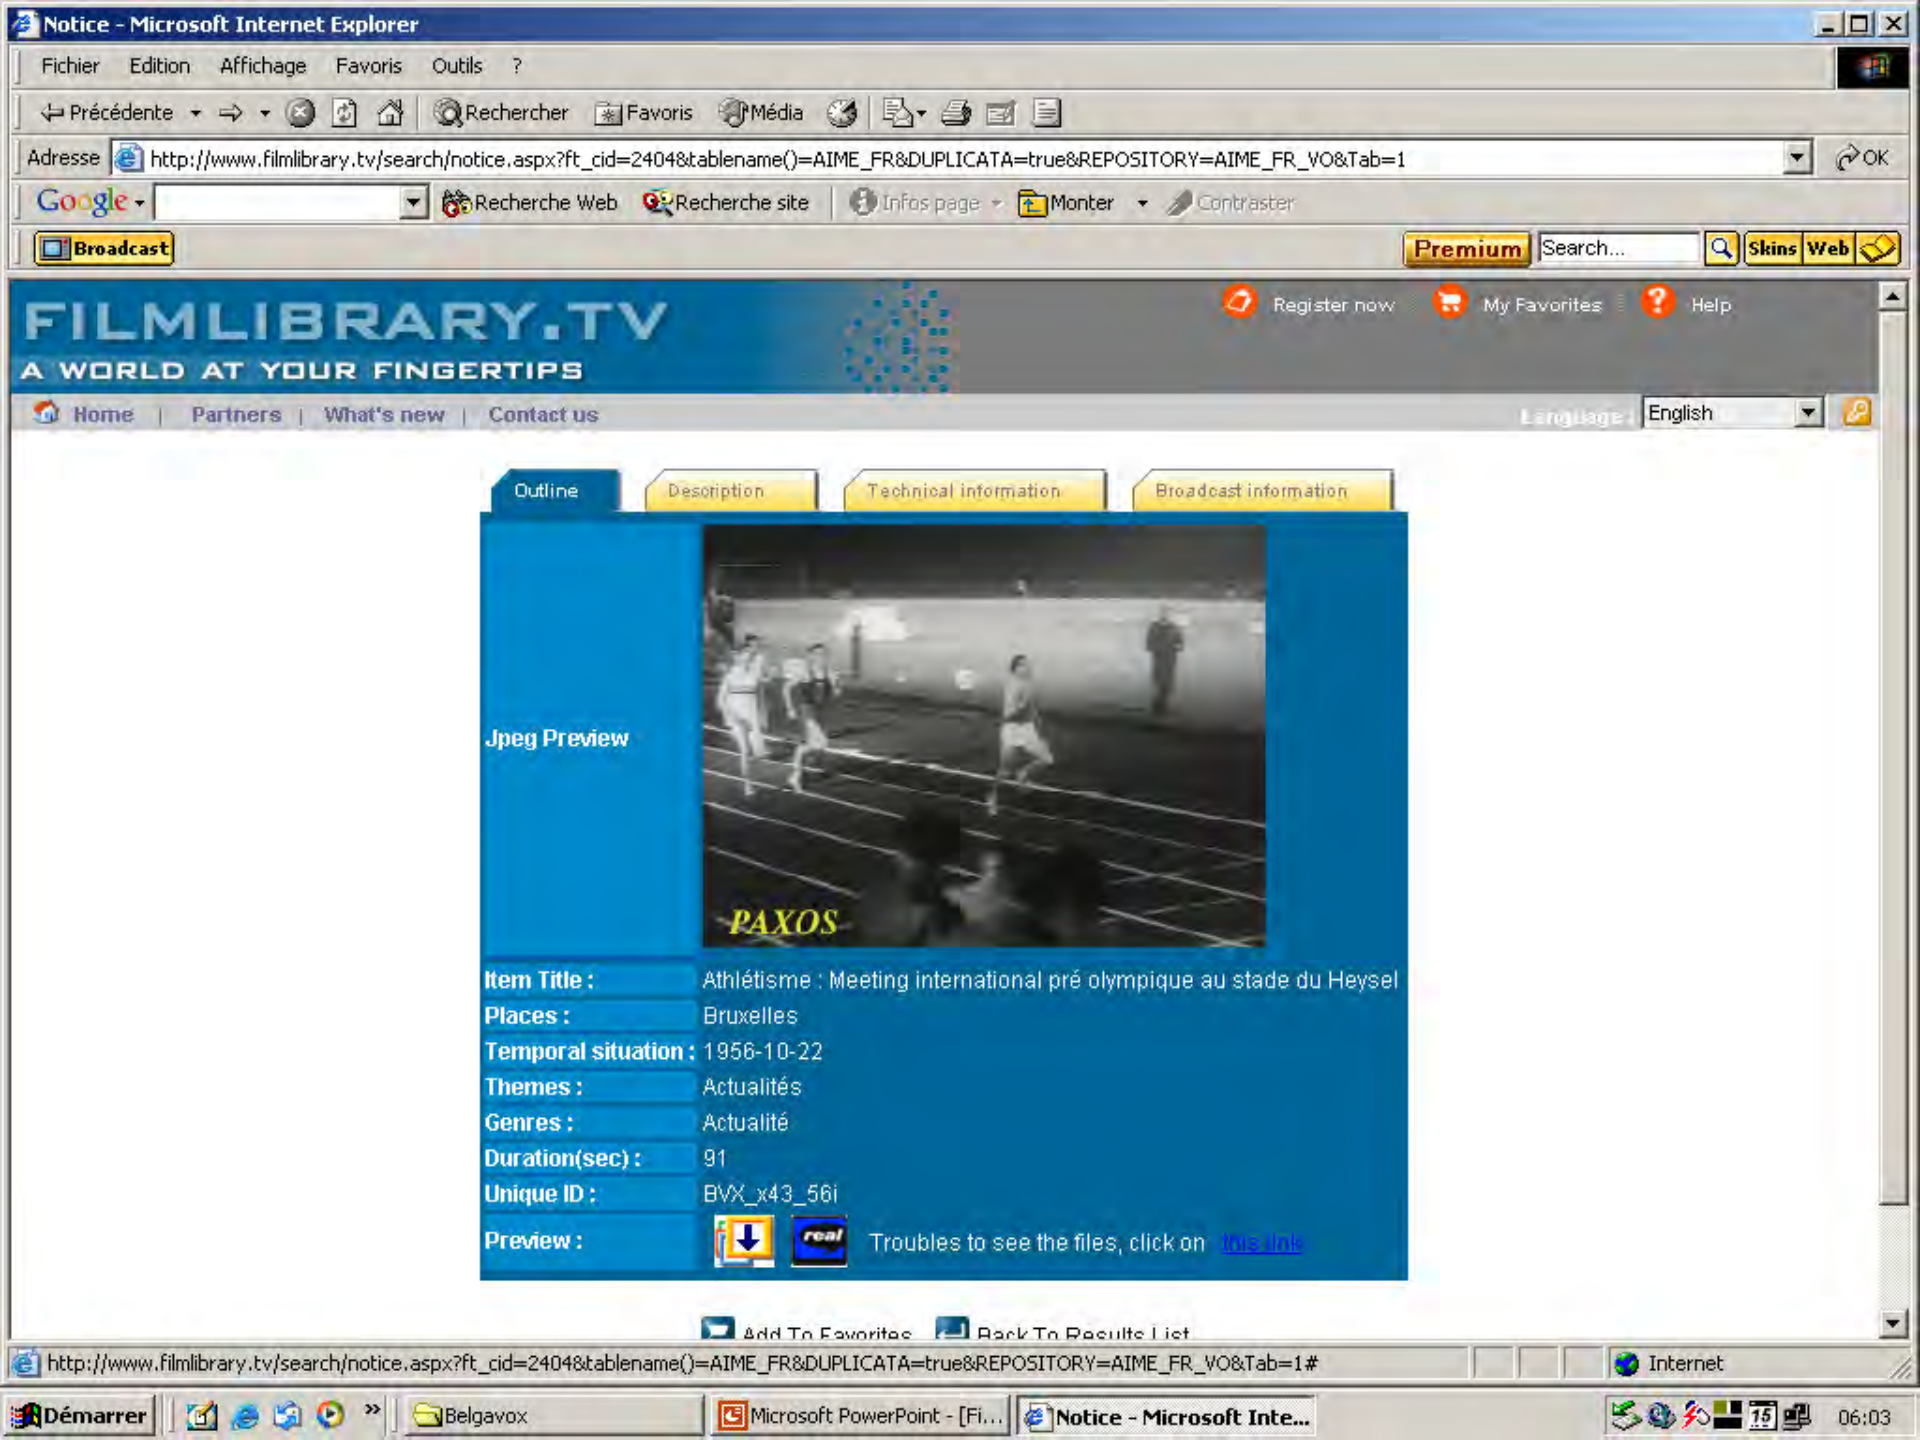 Notice - Microsoft Internet Explorer
Fichier Edition Affichage Favoris Outils ?
Précédente Rechercher Favoris Média
Adresse http://www.filmlibrary.tv/search/notice.aspx?ft_cid=2404&tablename()=AIME_FR&DUPLICATA=true&REPOSITORY=AIME_FR_VO&Tab=1 OK
Google Recherche Web Recherche site Infos page Monter Contraster
Broadcast Premium Search... Skins Web
FILMLIBRARY.TV
Register now My Favorites ? Help
A WORLD AT YOUR FINGERTIPS
Home | Partners | What's new | Contact us Language : English
Outline Description Technical information Broadcast information
Jpeg Preview
PAXOS
Item Title : Athlétisme : Meeting international pré olympique au stade du Heysel
Places : Bruxelles
Temporal situation : 1956-10-22
Themes : Actualités
Genres : Actualité
Duration(sec) : 91
Unique ID : BVX_x43_56i
Preview : real Troubles to see the files, click on this link
Add To Favorites Back To Results List
http://www.filmlibrary.tv/search/notice.aspx?ft_cid=2404&tablename()=AIME_FR&DUPLICATA=true&REPOSITORY=AIME_FR_VO&Tab=1# Internet
Démarrer » Belgavox Microsoft PowerPoint - [Fi... Notice - Microsoft Inte... 15 06:03